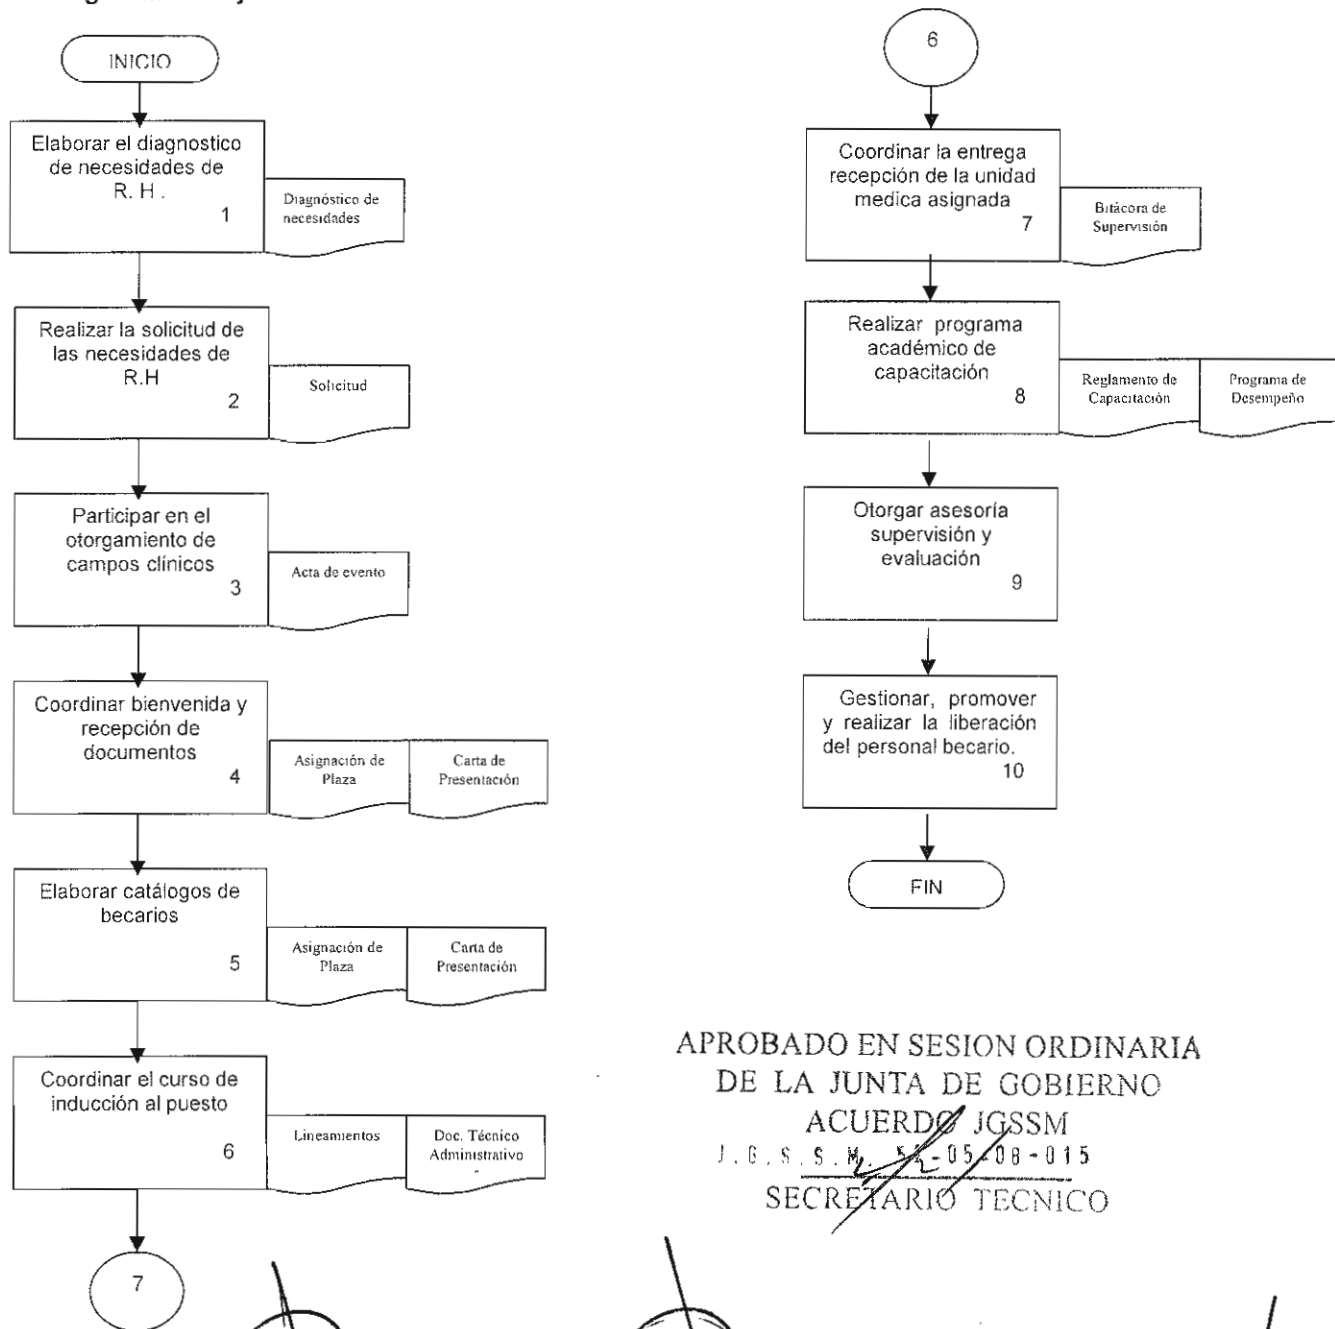 INICIO
Elaborar el diagnostico
de necesidades de
R. H .
1
Diagnóstico de
necesidades
Realizar la solicitud de
las necesidades de
R.H
2
Solicitud
Participar en el
otorgamiento de
campos clínicos
3
Acta de evento
Coordinar bienvenida y
recepción de
documentos
4
Asignación de
Plaza
Carta de
Presentación
Elaborar catálogos de
becarios
5
Asignación de
Plaza
Carta de
Presentación
Coordinar el curso de
inducción al puesto
6
Lineamientos
Doc. Técnico
Administrativo
7
6
Coordinar la entrega
recepción de la unidad
medica asignada
7
Bitácora de
Supervisión
Realizar programa
académico de
capacitación
8
Reglamento de
Capacitación
Programa de
Desempeño
Otorgar asesoría
supervisión y
evaluación
9
Gestionar, promover
y realizar la liberación
del personal becario.
10
FIN
APROBADO EN SESION ORDINARIA
DE LA JUNTA DE GOBIERNO
ACUERDO JGSSM
J.G.S.S.M. -05-08-015
SECRETARIO TECNICO